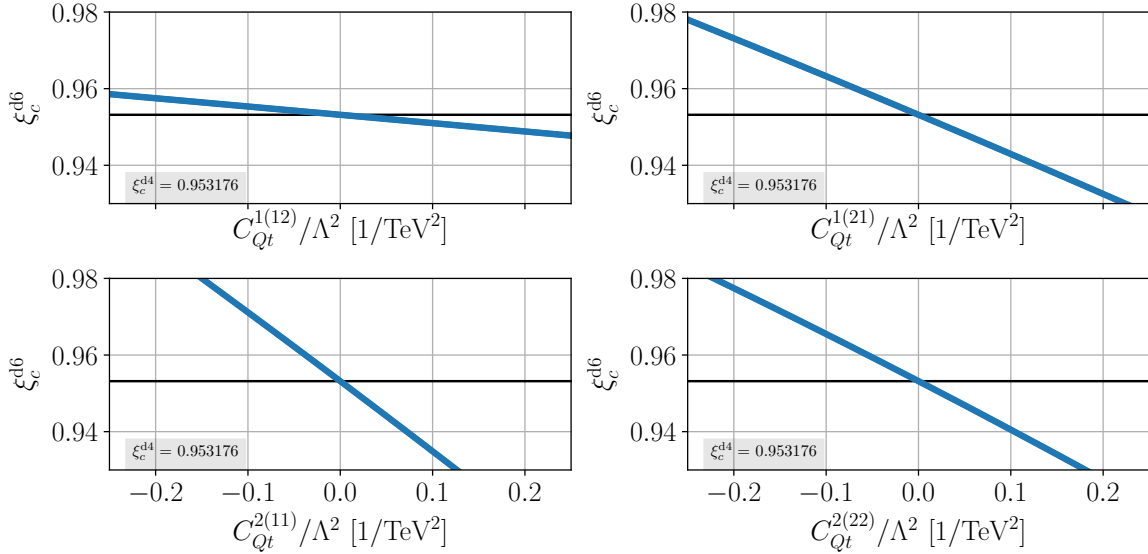 0.98
0.96
0.94
ξ_c^{d6}
ξ_c^{d4} = 0.953176
C_{Qt}^{1(12)}/Λ^2 [1/TeV^2]
0.98
0.96
0.94
ξ_c^{d6}
ξ_c^{d4} = 0.953176
C_{Qt}^{1(21)}/Λ^2 [1/TeV^2]
0.98
0.96
0.94
ξ_c^{d6}
ξ_c^{d4} = 0.953176
−0.2 −0.1 0.0 0.1 0.2
C_{Qt}^{2(11)}/Λ^2 [1/TeV^2]
0.98
0.96
0.94
ξ_c^{d6}
ξ_c^{d4} = 0.953176
−0.2 −0.1 0.0 0.1 0.2
C_{Qt}^{2(22)}/Λ^2 [1/TeV^2]